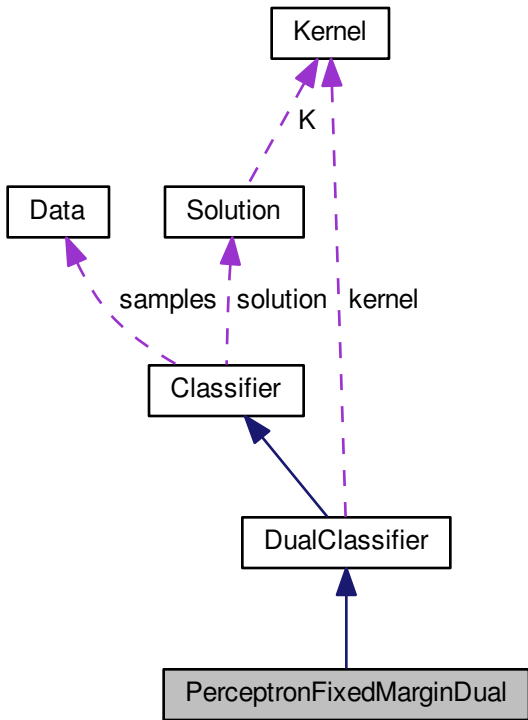 Kernel
K
Data
Solution
samples
solution
kernel
Classifier
DualClassifier
PerceptronFixedMarginDual